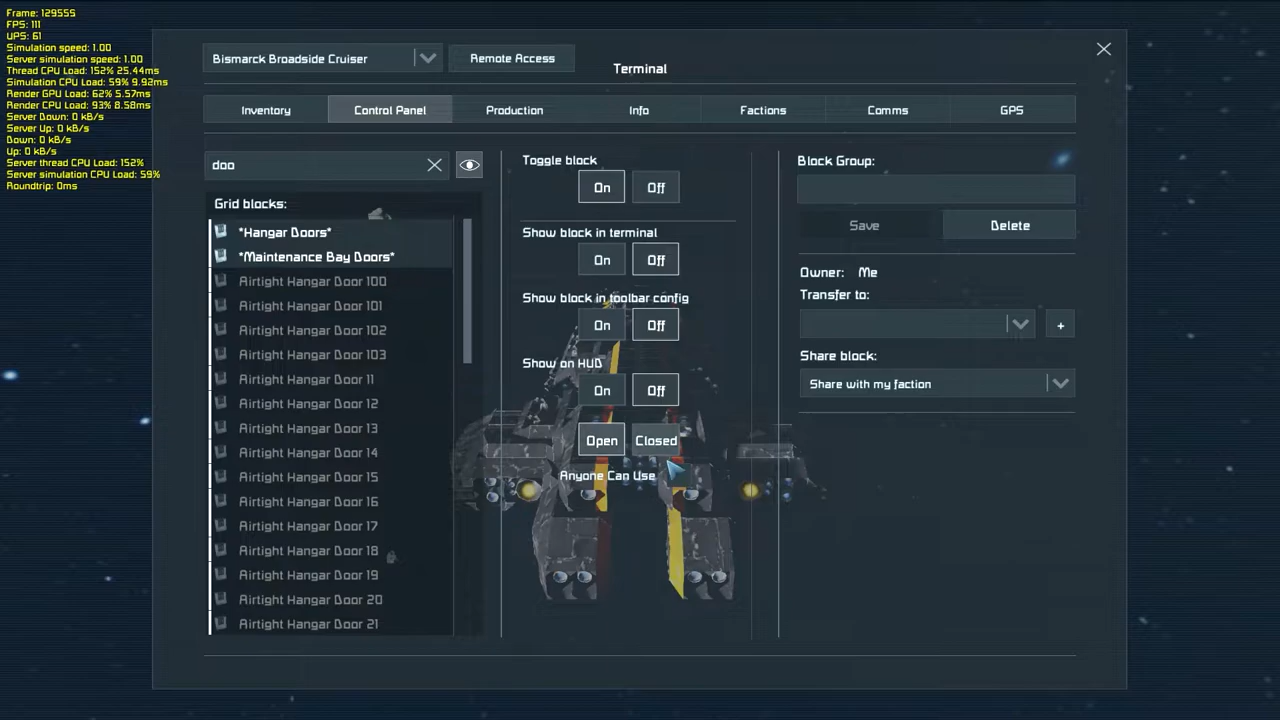 Frame: 129555
FPS: 111
UPS: 61
Simulation speed: 1.00
Server simulation speed: 1.00
Thread CPU Load: 152% 25.44ms
Simulation CPU Load: 59% 9.92ms
Render GPU Load: 62% 5.57ms
Render CPU Load: 93% 8.58ms
Server Down: 0 kB/s
Server Up: 0 kB/s
Down: 0 kB/s
Up: 0 kB/s
Server thread CPU Load: 152%
Server simulation CPU Load: 59%
Roundtrip: 0ms
Bismarck Broadside Cruiser
Remote Access
Terminal
Inventory
Control Panel
Production
Info
Factions
Comms
GPS
doo
Grid blocks:
*Hangar Doors*
*Maintenance Bay Doors*
Airtight Hangar Door 100
Airtight Hangar Door 101
Airtight Hangar Door 102
Airtight Hangar Door 103
Airtight Hangar Door 11
Airtight Hangar Door 12
Airtight Hangar Door 13
Airtight Hangar Door 14
Airtight Hangar Door 15
Airtight Hangar Door 16
Airtight Hangar Door 17
Airtight Hangar Door 18
Airtight Hangar Door 19
Airtight Hangar Door 20
Airtight Hangar Door 21
Toggle block
On Off
Show block in terminal
On Off
Show block in toolbar config
On Off
Show on HUD
On Off
Open Closed
Anyone Can Use
Block Group:
Save Delete
Owner: Me
Transfer to:
+
Share block:
Share with my faction